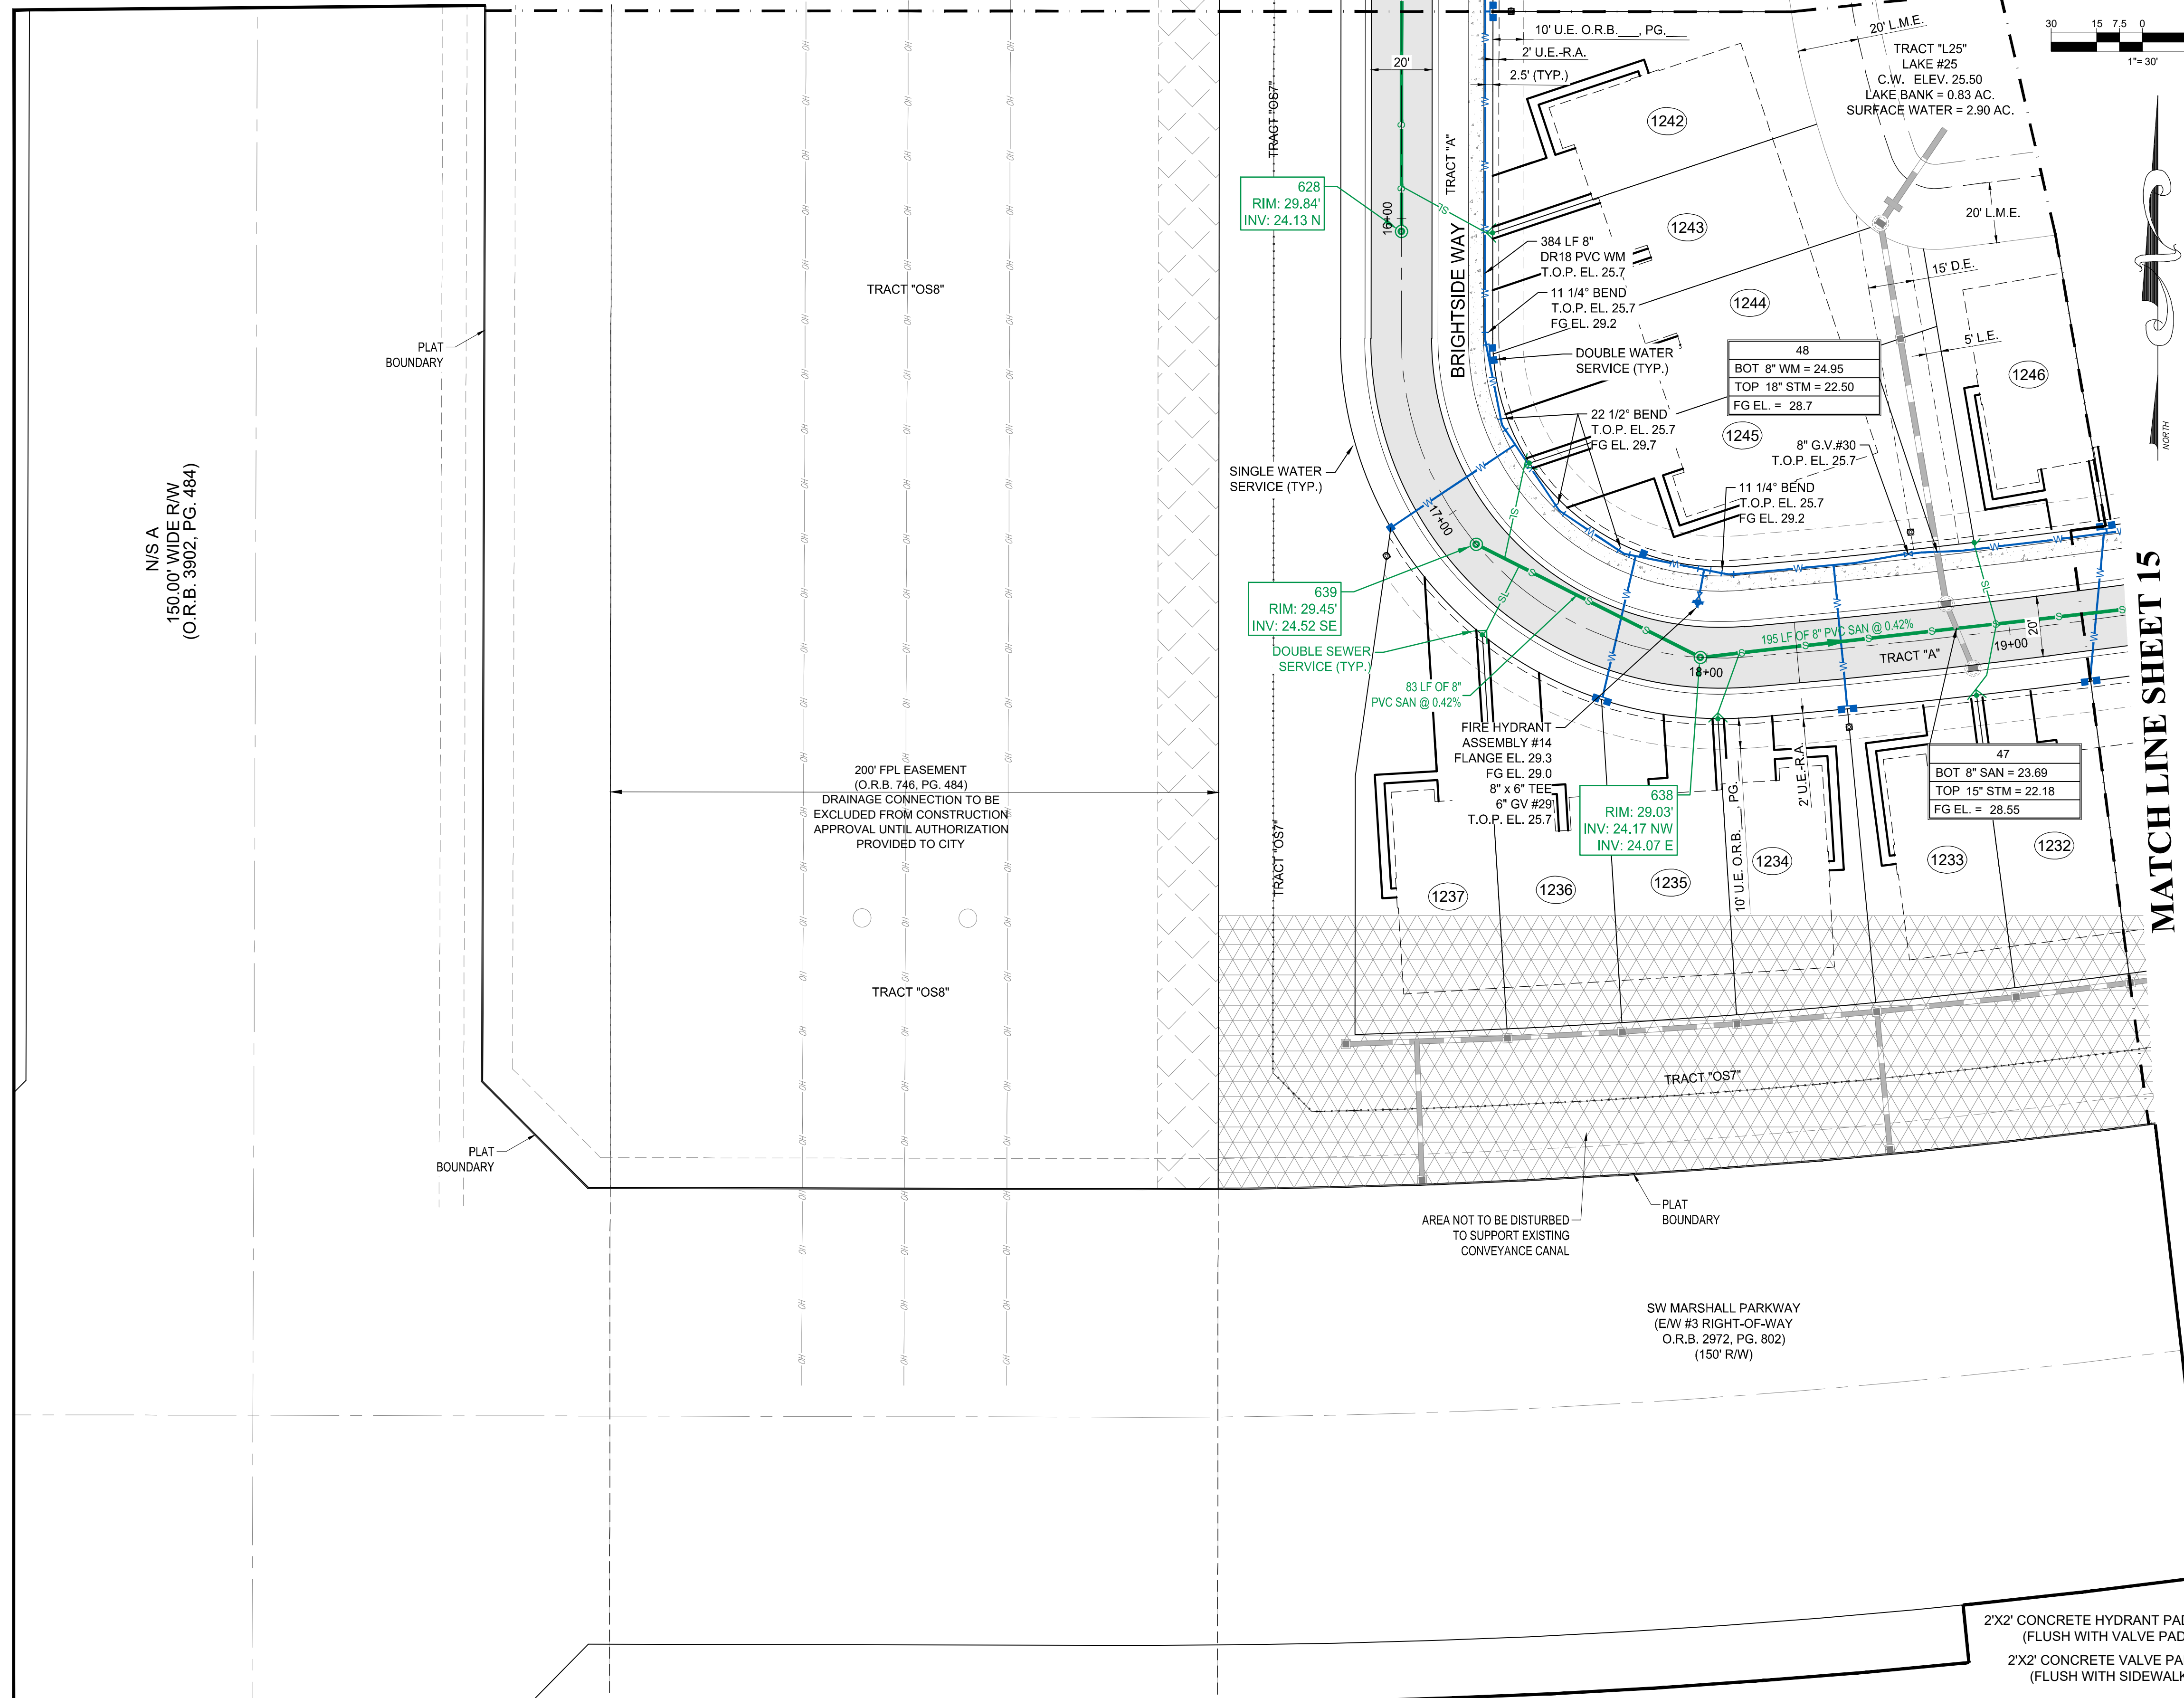 10' U.E. O.R.B.___, PG.___
2' U.E.-R.A.
2.5' (TYP.)
20'
20' L.M.E.
TRACT "L25"
LAKE #25
C.W. ELEV. 25.50
LAKE BANK = 0.83 AC.
SURFACE WATER = 2.90 AC.
30 15 7.5 0
1"= 30'
NORTH
TRACT "OS7"
TRACT "A"
1242
628
RIM: 29.84'
INV: 24.13 N
16+00
1243
20' L.M.E.
BRIGHTSIDE WAY
384 LF 8"
DR18 PVC WM
T.O.P. EL. 25.7
11 1/4° BEND
T.O.P. EL. 25.7
FG EL. 29.2
15' D.E.
TRACT "OS8"
1244
5' L.E.
PLAT
BOUNDARY
DOUBLE WATER
SERVICE (TYP.)
48
BOT 8" WM = 24.95
TOP 18" STM = 22.50
FG EL. = 28.7
1246
22 1/2° BEND
T.O.P. EL. 25.7
FG EL. 29.7
1245
8" G.V.#30
T.O.P. EL. 25.7
SINGLE WATER
SERVICE (TYP.)
11 1/4° BEND
T.O.P. EL. 25.7
FG EL. 29.2
17+00
N/S A
150.00' WIDE R/W
(O.R.B. 3902, PG. 484)
639
RIM: 29.45'
INV: 24.52 SE
DOUBLE SEWER
SERVICE (TYP.)
83 LF OF 8"
PVC SAN @ 0.42%
195 LF OF 8" PVC SAN @ 0.42%
18+00
TRACT "A"
19+00
20'
MATCH LINE SHEET 15
FIRE HYDRANT
ASSEMBLY #14
FLANGE EL. 29.3
FG EL. 29.0
8" x 6" TEE
6" GV #29
T.O.P. EL. 25.7
638
RIM: 29.03'
INV: 24.17 NW
INV: 24.07 E
10' U.E. O.R.B.___, PG.___
2' U.E.-R.A.
47
BOT 8" SAN = 23.69
TOP 15" STM = 22.18
FG EL. = 28.55
200' FPL EASEMENT
(O.R.B. 746, PG. 484)
DRAINAGE CONNECTION TO BE
EXCLUDED FROM CONSTRUCTION
APPROVAL UNTIL AUTHORIZATION
PROVIDED TO CITY
TRACT "OS7"
1237
1236
1235
1234
1233
1232
TRACT "OS8"
TRACT "OS7"
PLAT
BOUNDARY
AREA NOT TO BE DISTURBED
TO SUPPORT EXISTING
CONVEYANCE CANAL
PLAT
BOUNDARY
SW MARSHALL PARKWAY
(E/W #3 RIGHT-OF-WAY
O.R.B. 2972, PG. 802)
(150' R/W)
2'X2' CONCRETE HYDRANT PAD
(FLUSH WITH VALVE PAD
2'X2' CONCRETE VALVE PA
(FLUSH WITH SIDEWALK